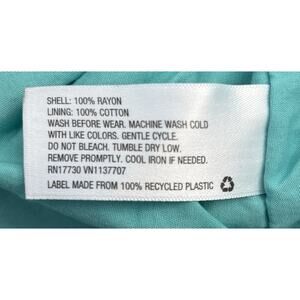 SHELL: 100% RAYON
LINING: 100% COTTON
WASH BEFORE WEAR. MACHINE WASH COLD
WITH LIKE COLORS. GENTLE CYCLE.
DO NOT BLEACH. TUMBLE DRY LOW.
REMOVE PROMPTLY. COOL IRON IF NEEDED.
RN17730 VN1137707
LABEL MADE FROM 100% RECYCLED PLASTIC